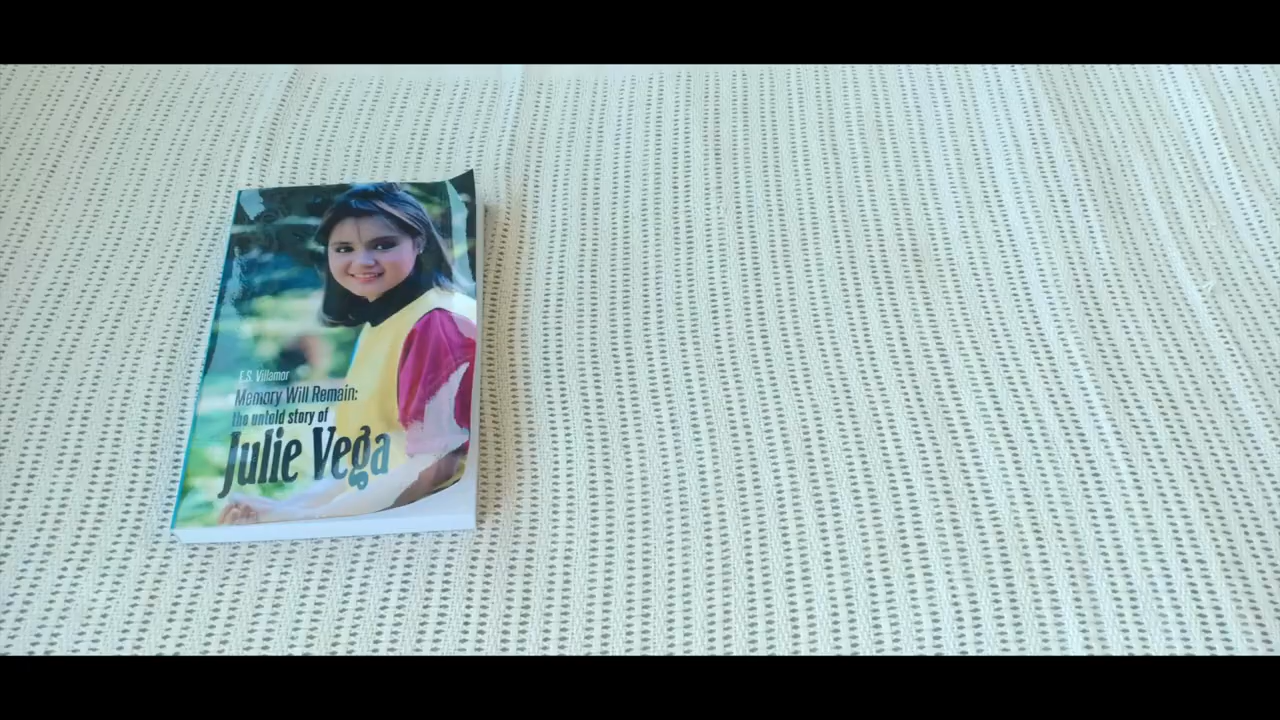 E.S. Villamor
Memory Will Remain:
the untold story of
Julie Vega